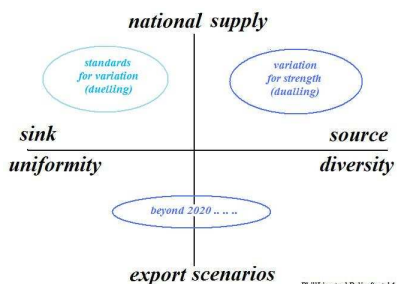 national supply
standards
for variation
(duelling)
variation
for strength
(dualling)
sink
source
uniformity
diversity
beyond 2020 .. .. ..
export scenarios